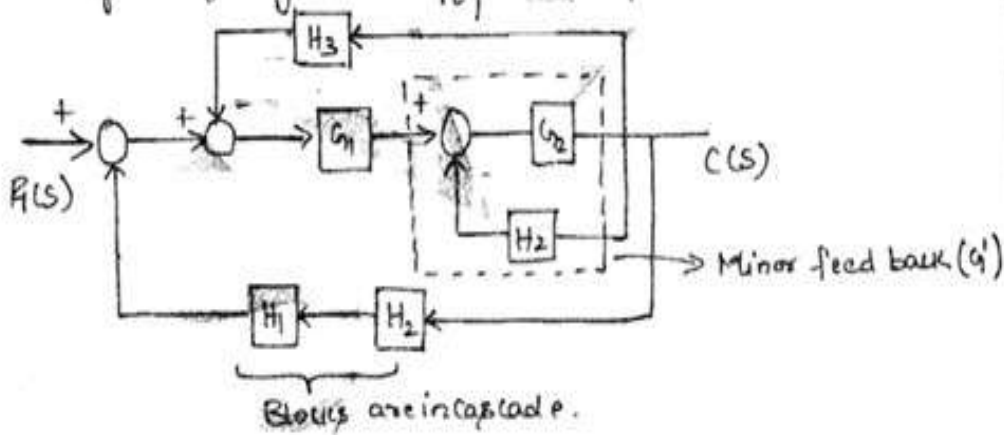 H3
+
+
-
G1
+
G2
C(S)
R(S)
-
H2
Minor feed back (G')
H1
H2
Blocks are in cascade.